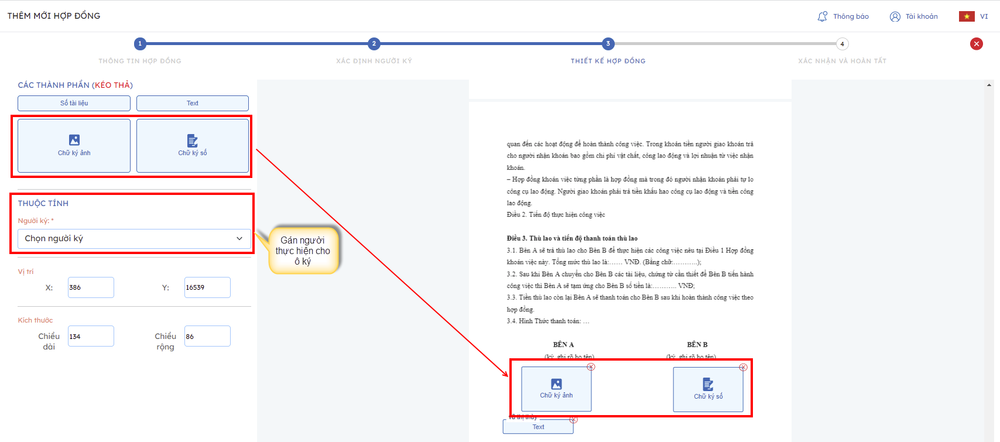 THÊM MỚI HỢP ĐỒNG
Thông báo
Tài khoản
VI
1
2
3
4
THÔNG TIN HỢP ĐỒNG
XÁC ĐỊNH NGƯỜI KÝ
THIẾT KẾ HỢP ĐỒNG
XÁC NHẬN VÀ HOÀN TẤT
CÁC THÀNH PHẦN (KÉO THẢ)
Số tài liệu
Text
Chữ ký ảnh
Chữ ký số
THUỘC TÍNH
Người ký: *
Chọn người ký
Gán người
thực hiện cho
ô ký
Vị trí
X:
386
Y:
16539
Kích thước
Chiều
dài
134
Chiều
rộng
86
quan đến các hoạt động để hoàn thành công việc. Trong khoản tiền người giao khoán trả
cho người nhận khoán bao gồm chi phí vật chất, công lao động và lợi nhuận từ việc nhận
khoán.
– Hợp đồng khoán việc từng phần là hợp đồng mà trong đó người nhận khoán phải tự lo
công cụ lao động. Người giao khoán phải trả tiền khấu hao công cụ lao động và tiền công
lao động.
Điều 2. Tiến độ thực hiện công việc
Điều 3. Thù lao và tiến độ thanh toán thù lao
3.1. Bên A sẽ trả thù lao cho Bên B để thực hiện các công việc nêu tại Điều 1 Hợp đồng
khoán việc này. Tổng mức thù lao là:…… VNĐ. (Bằng chữ:………..);
3.2. Sau khi Bên A chuyển cho Bên B các tài liệu, chứng từ cần thiết để Bên B tiến hành
công việc thì Bên A sẽ tạm ứng cho Bên B số tiền là:……….. VNĐ;
3.3. Tiền thù lao còn lại Bên A sẽ thanh toán cho Bên B sau khi hoàn thành công việc theo
hợp đồng.
3.4. Hình Thức thanh toán: …
BÊN A
BÊN B
(ký, ghi rõ họ tên)
(ký, ghi rõ họ tên)
Chữ ký ảnh
Chữ ký số
Vũ thị thùy
Text